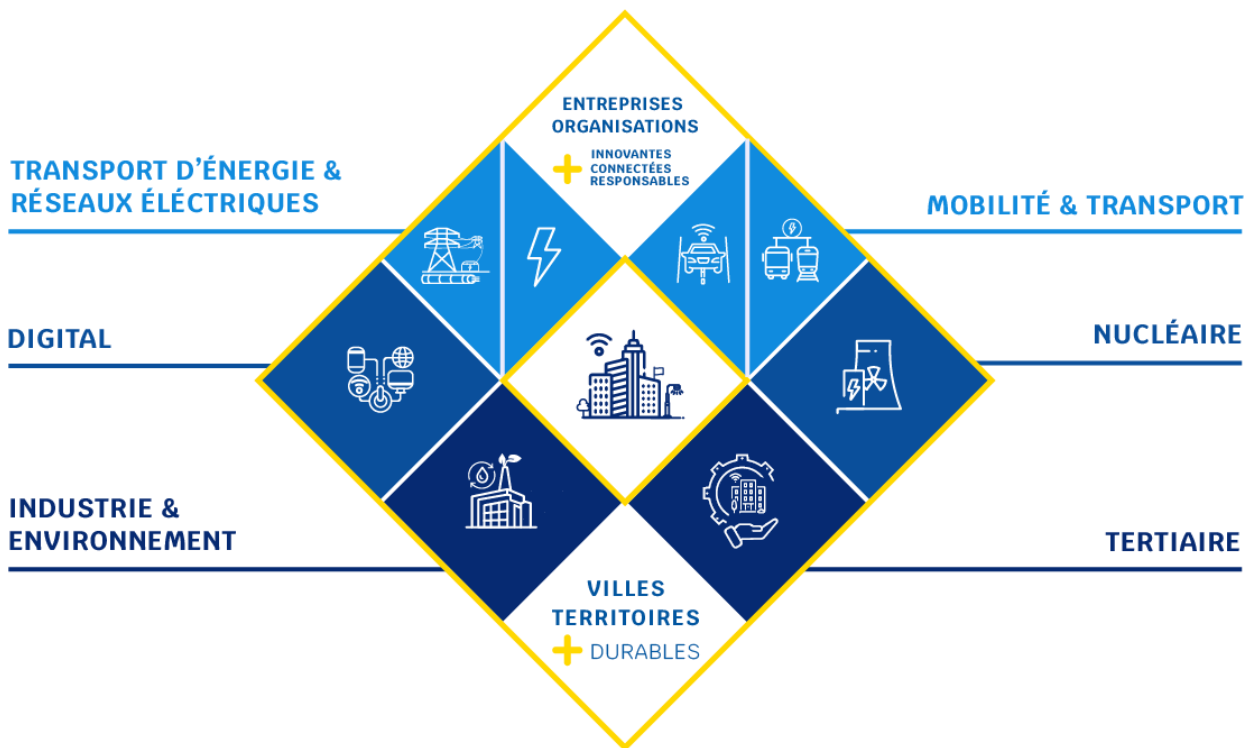 ENTREPRISES
ORGANISATIONS
+ INNOVANTES
CONNECTÉES
RESPONSABLES
TRANSPORT D'ÉNERGIE &
RÉSEAUX ÉLÉCTRIQUES
MOBILITÉ & TRANSPORT
DIGITAL
NUCLÉAIRE
INDUSTRIE &
ENVIRONNEMENT
TERTIAIRE
VILLES
TERRITOIRES
+ DURABLES